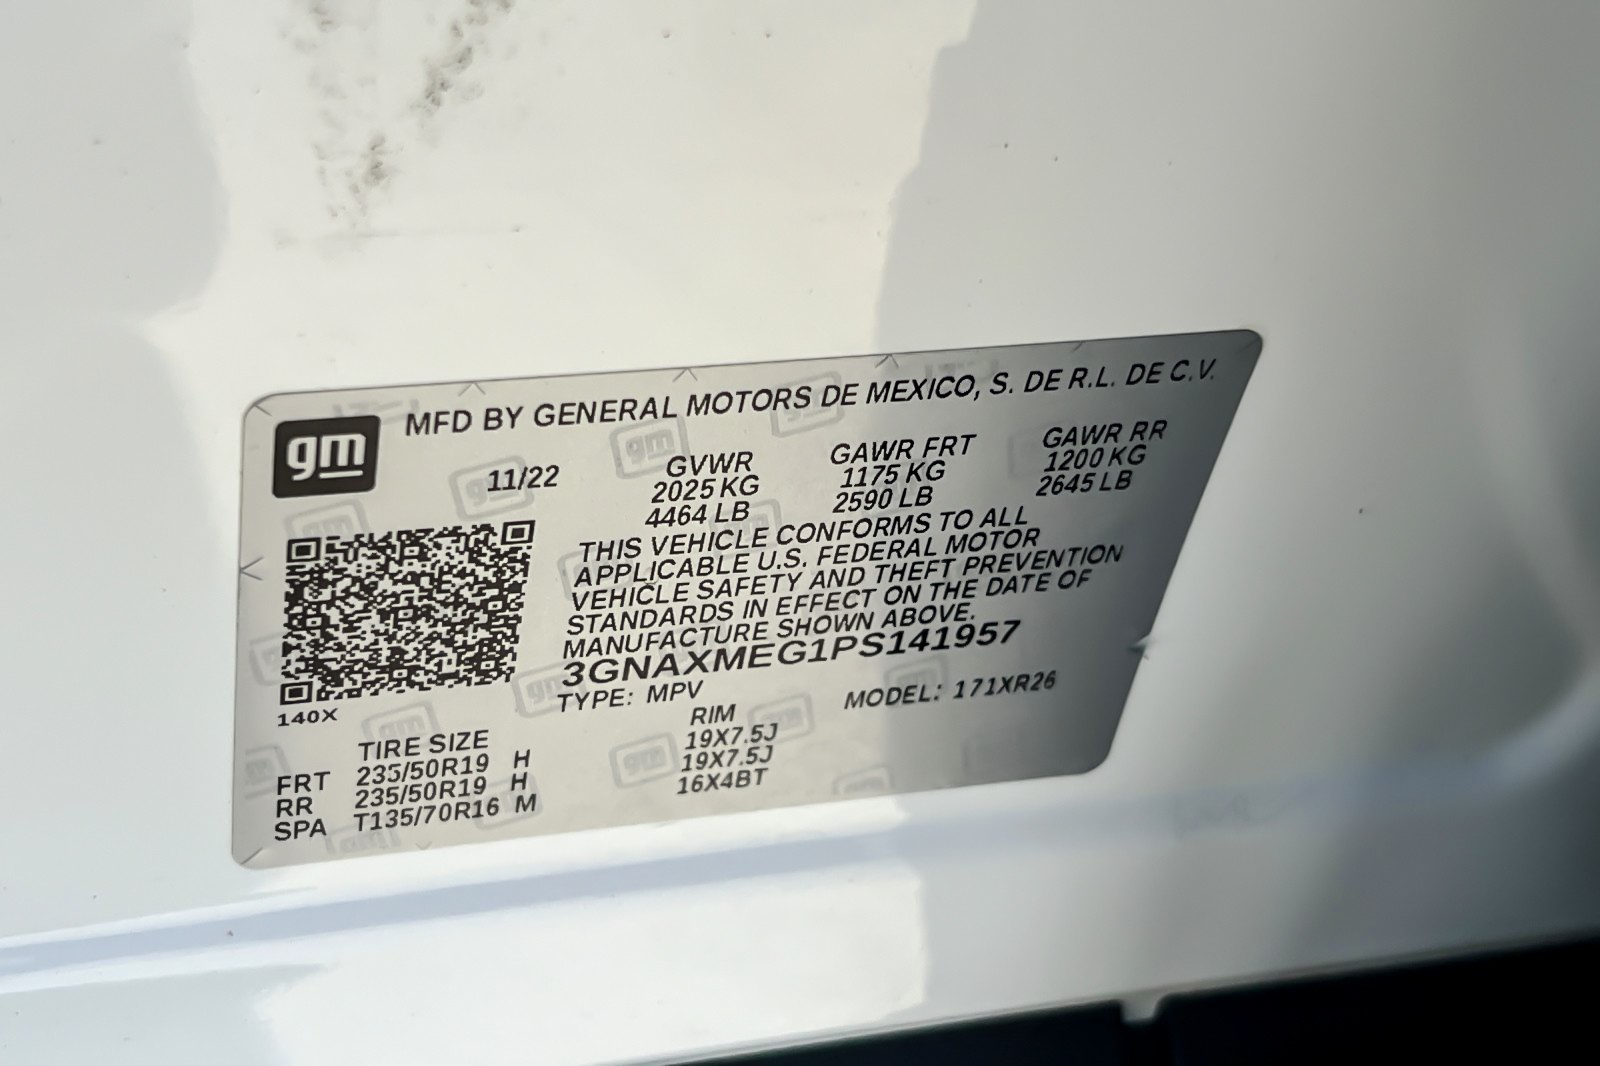 gm MFD BY GENERAL MOTORS DE MEXICO, S. DE R.L. DE C.V.
11/22 GVWR GAWR FRT GAWR RR
2025 KG 1175 KG 1200 KG
4464 LB 2590 LB 2645 LB
THIS VEHICLE CONFORMS TO ALL
APPLICABLE U.S. FEDERAL MOTOR
VEHICLE SAFETY AND THEFT PREVENTION
STANDARDS IN EFFECT ON THE DATE OF
MANUFACTURE SHOWN ABOVE.
3GNAXMEG1PS141957
TYPE: MPV MODEL: 171XR26
140X
TIRE SIZE RIM
FRT 235/50R19 H 19X7.5J
RR 235/50R19 H 19X7.5J
SPA T135/70R16 M 16X4BT